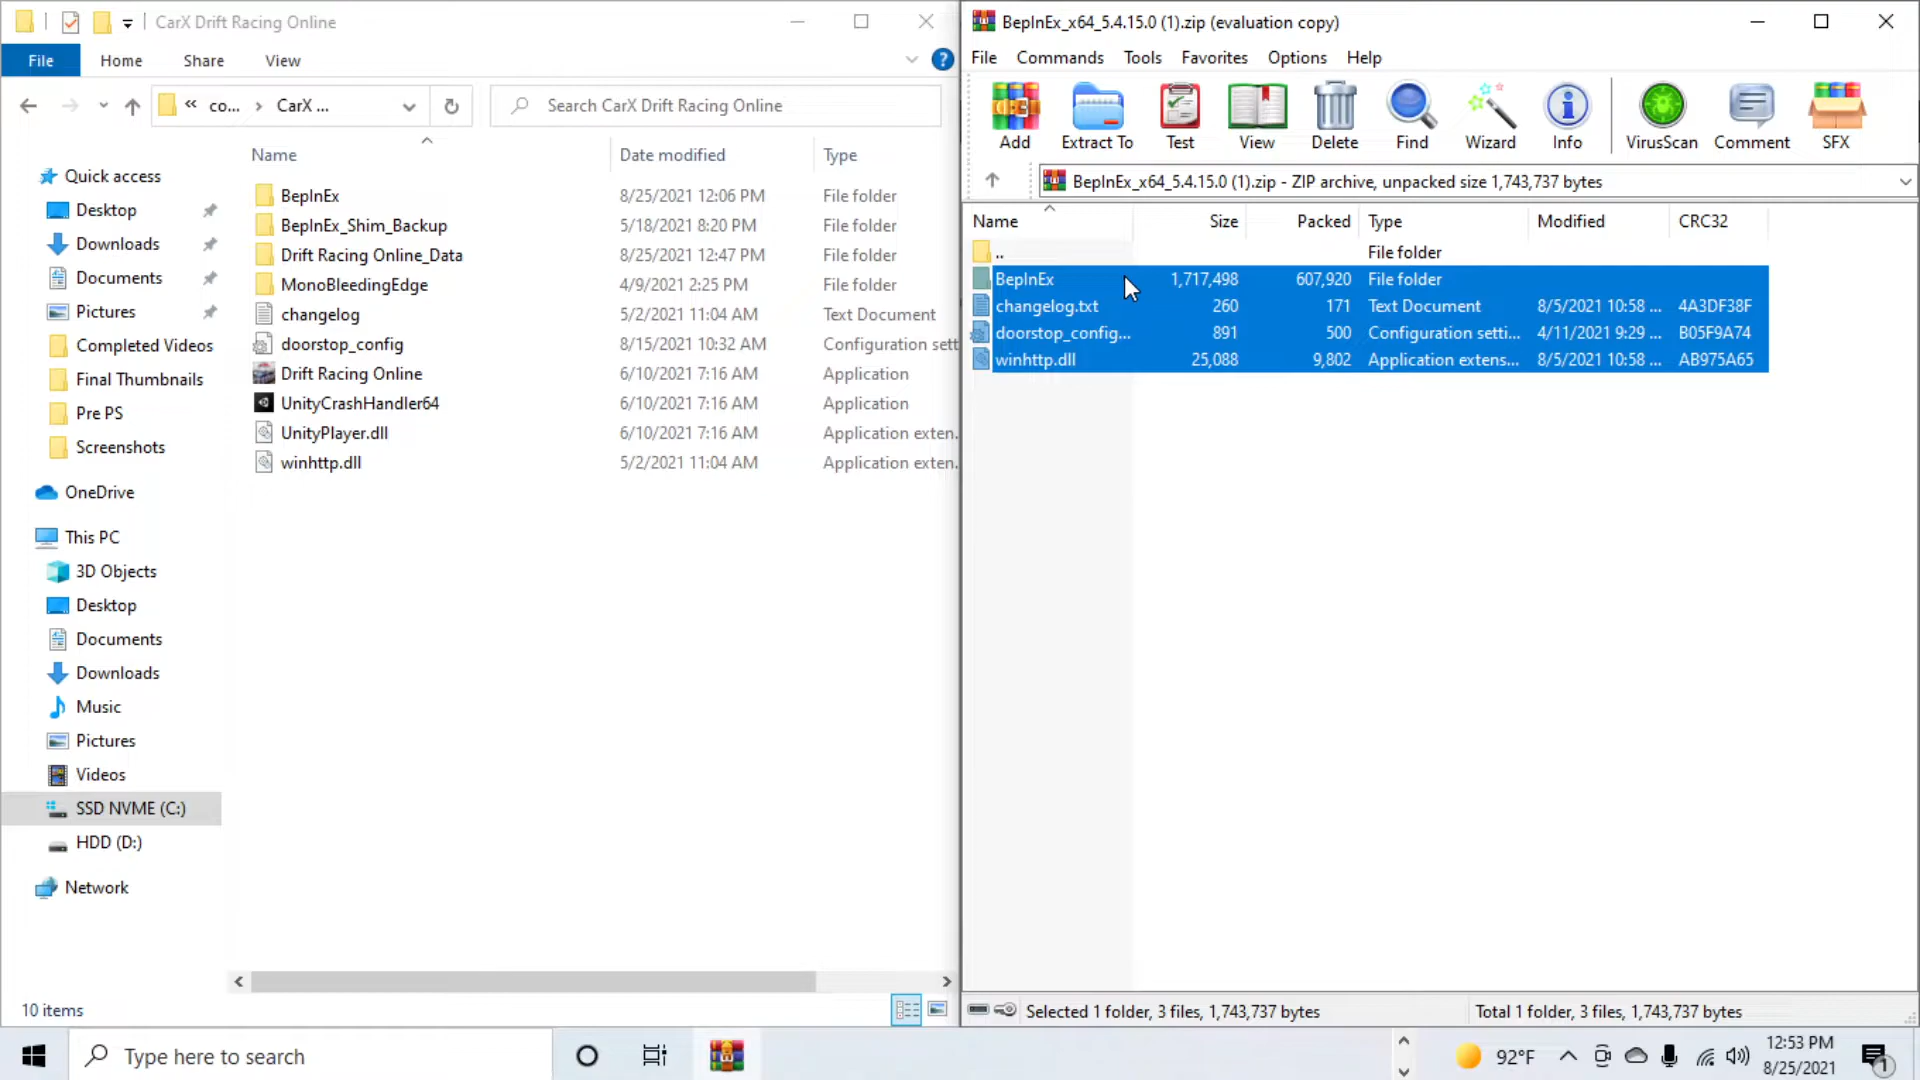 CarX Drift Racing Online
File Home Share View
« co... › CarX ... Search CarX Drift Racing Online
Name Date modified Type
Quick access
Desktop
Downloads
Documents
Pictures
Completed Videos
Final Thumbnails
Pre PS
Screenshots
OneDrive
This PC
3D Objects
Desktop
Documents
Downloads
Music
Pictures
Videos
SSD NVME (C:)
HDD (D:)
Network
BepInEx 8/25/2021 12:06 PM File folder
BepInEx_Shim_Backup 5/18/2021 8:20 PM File folder
Drift Racing Online_Data 8/25/2021 12:47 PM File folder
MonoBleedingEdge 4/9/2021 2:25 PM File folder
changelog 5/2/2021 11:04 AM Text Document
doorstop_config 8/15/2021 10:32 AM Configuration sett
Drift Racing Online 6/10/2021 7:16 AM Application
UnityCrashHandler64 6/10/2021 7:16 AM Application
UnityPlayer.dll 6/10/2021 7:16 AM Application exten.
winhttp.dll 5/2/2021 11:04 AM Application exten.
10 items
BepInEx_x64_5.4.15.0 (1).zip (evaluation copy)
File Commands Tools Favorites Options Help
Add Extract To Test View Delete Find Wizard Info VirusScan Comment SFX
BepInEx_x64_5.4.15.0 (1).zip - ZIP archive, unpacked size 1,743,737 bytes
Name Size Packed Type Modified CRC32
.. File folder
BepInEx 1,717,498 607,920 File folder
changelog.txt 260 171 Text Document 8/5/2021 10:58 ... 4A3DF38F
doorstop_config... 891 500 Configuration setti... 4/11/2021 9:29 ... B05F9A74
winhttp.dll 25,088 9,802 Application extens... 8/5/2021 10:58 ... AB975A65
Selected 1 folder, 3 files, 1,743,737 bytes Total 1 folder, 3 files, 1,743,737 bytes
Type here to search
92°F
12:53 PM
8/25/2021
1